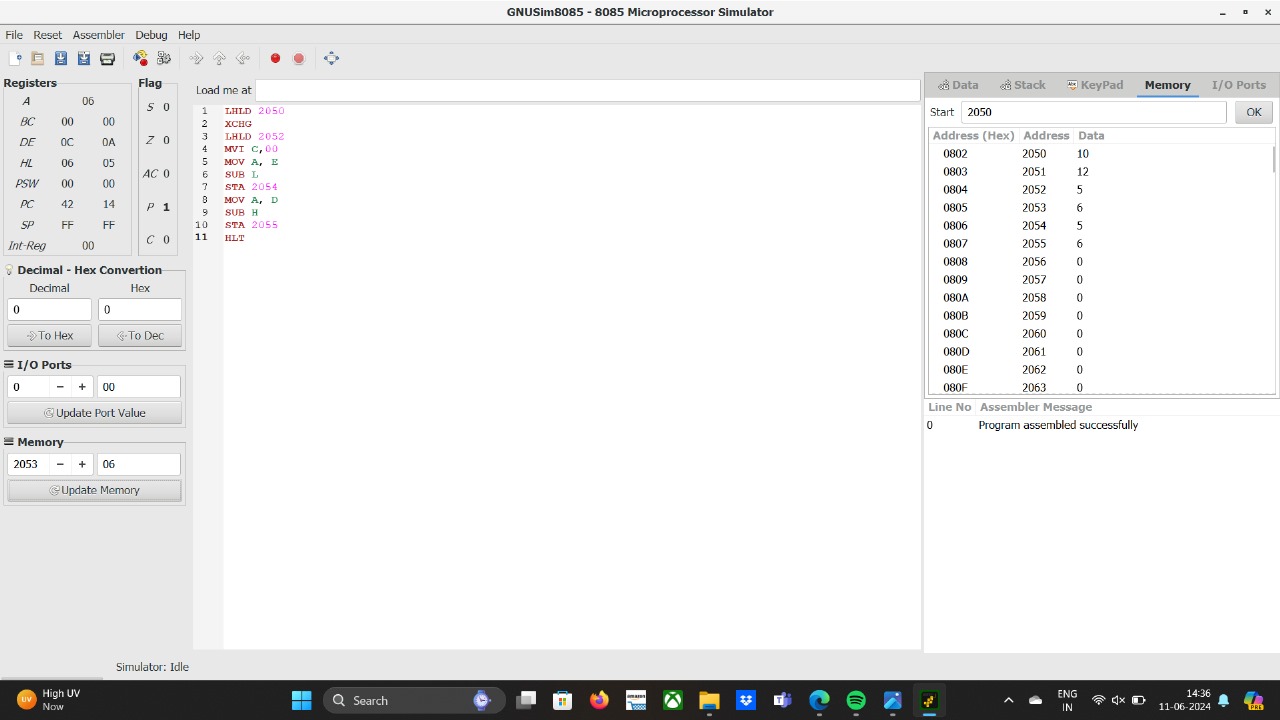 GNUSim8085 - 8085 Microprocessor Simulator
File Reset Assembler Debug Help
Registers
A 06
BC 00 00
DE 0C 0A
HL 06 05
PSW 00 00
PC 42 14
SP FF FF
Int-Reg 00
Flag
S 0
Z 0
AC 0
P 1
C 0
Decimal - Hex Convertion
Decimal Hex
0 0
To Hex To Dec
I/O Ports
0 − + 00
Update Port Value
Memory
2053 − + 06
Update Memory
Load me at
1 LHLD 2050
2 XCHG
3 LHLD 2052
4 MVI C,00
5 MOV A, E
6 SUB L
7 STA 2054
8 MOV A, D
9 SUB H
10 STA 2055
11 HLT
Data Stack KeyPad Memory I/O Ports
Start 2050 OK
Address (Hex) Address Data
0802 2050 10
0803 2051 12
0804 2052 5
0805 2053 6
0806 2054 5
0807 2055 6
0808 2056 0
0809 2057 0
080A 2058 0
080B 2059 0
080C 2060 0
080D 2061 0
080E 2062 0
080F 2063 0
Line No Assembler Message
0 Program assembled successfully
Simulator: Idle
UV
High UV
Now
Search
amazon
ENG
IN
14:36
11-06-2024
PRE